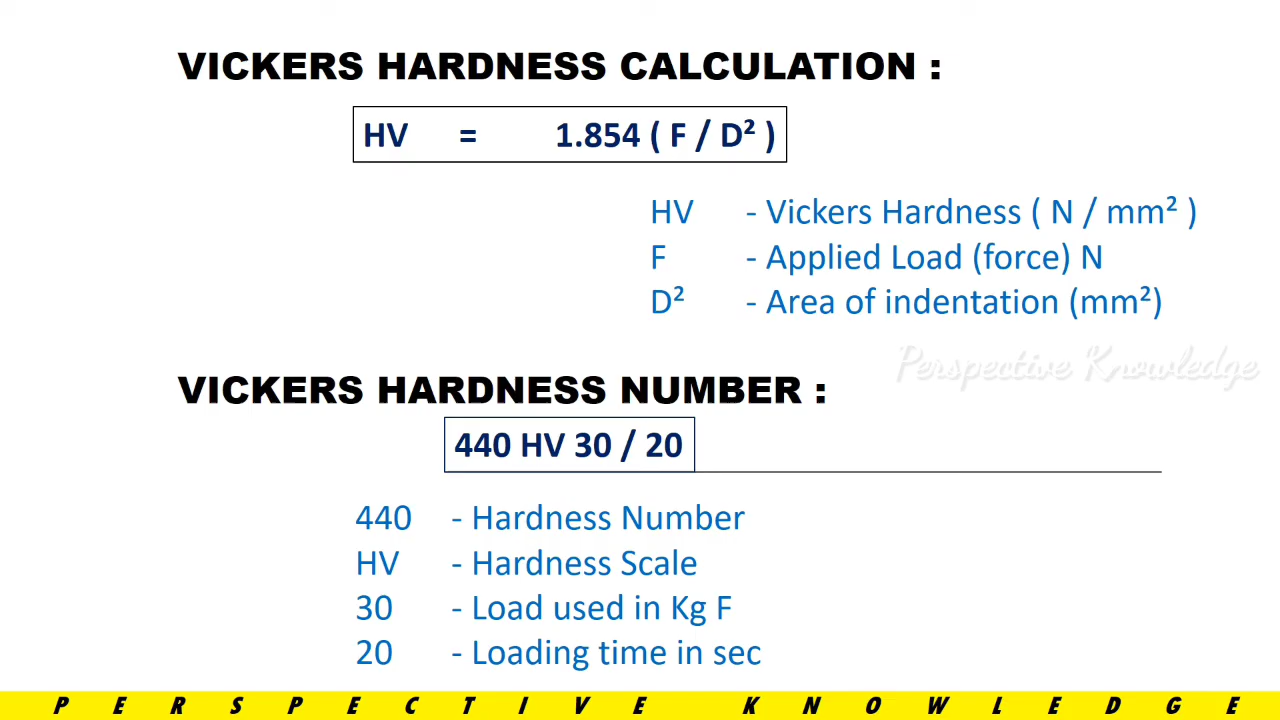 VICKERS HARDNESS CALCULATION :
HV = 1.854 ( F / D² )
HV - Vickers Hardness ( N / mm² )
F - Applied Load (force) N
D² - Area of indentation (mm²)
Perspective Knowledge
VICKERS HARDNESS NUMBER :
440 HV 30 / 20
440 - Hardness Number
HV - Hardness Scale
30 - Load used in Kg F
20 - Loading time in sec
PERSPECTIVE KNOWLEDGE